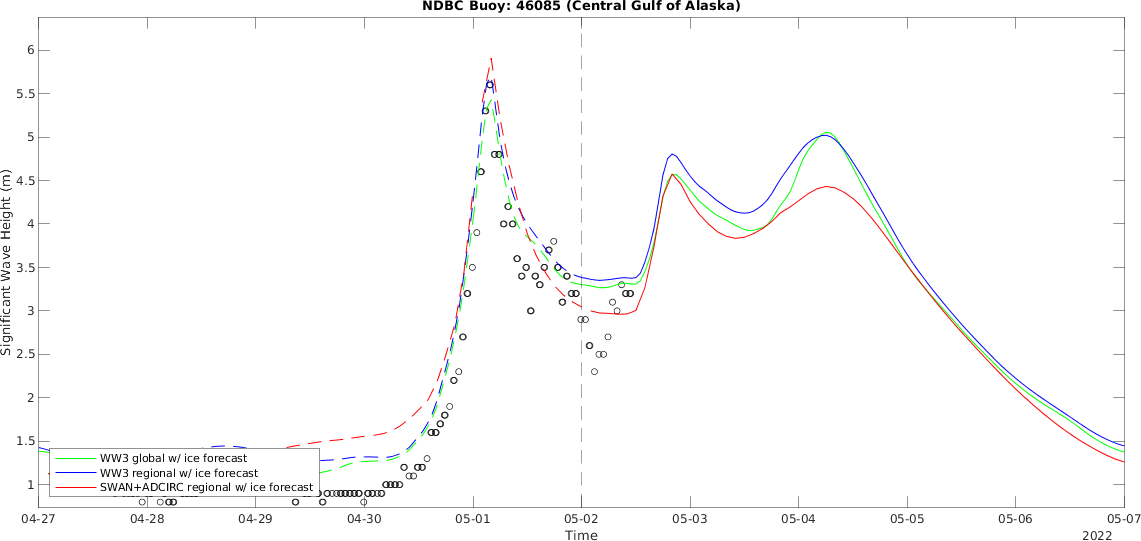 NDBC Buoy: 46085 (Central Gulf of Alaska)
6
5.5
5
4.5
4
3.5
3
2.5
2
1.5
1
Significant Wave Height (m)
WW3 global w/ ice forecast
WW3 regional w/ ice forecast
SWAN+ADCIRC regional w/ ice forecast
04-27 04-28 04-29 04-30 05-01 05-02 05-03 05-04 05-05 05-06 05-07
Time
2022